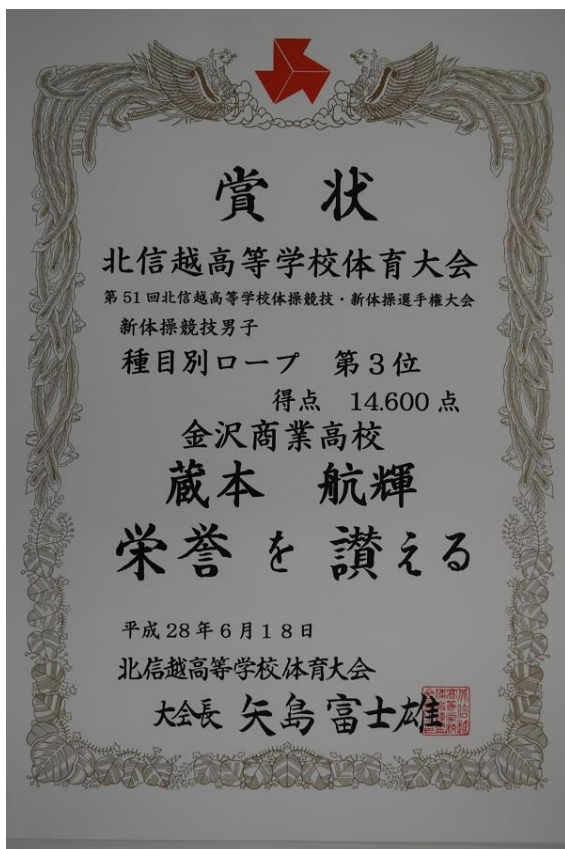 賞状
北信越高等学校体育大会
第51回北信越高等学校体操競技・新体操選手権大会
新体操競技男子
種目別ロープ 第3位
得点 14.600点
金沢商業高校
蔵本 航輝
栄誉を讃える
平成28年6月18日
北信越高等学校体育大会
大会長 矢島富士雄